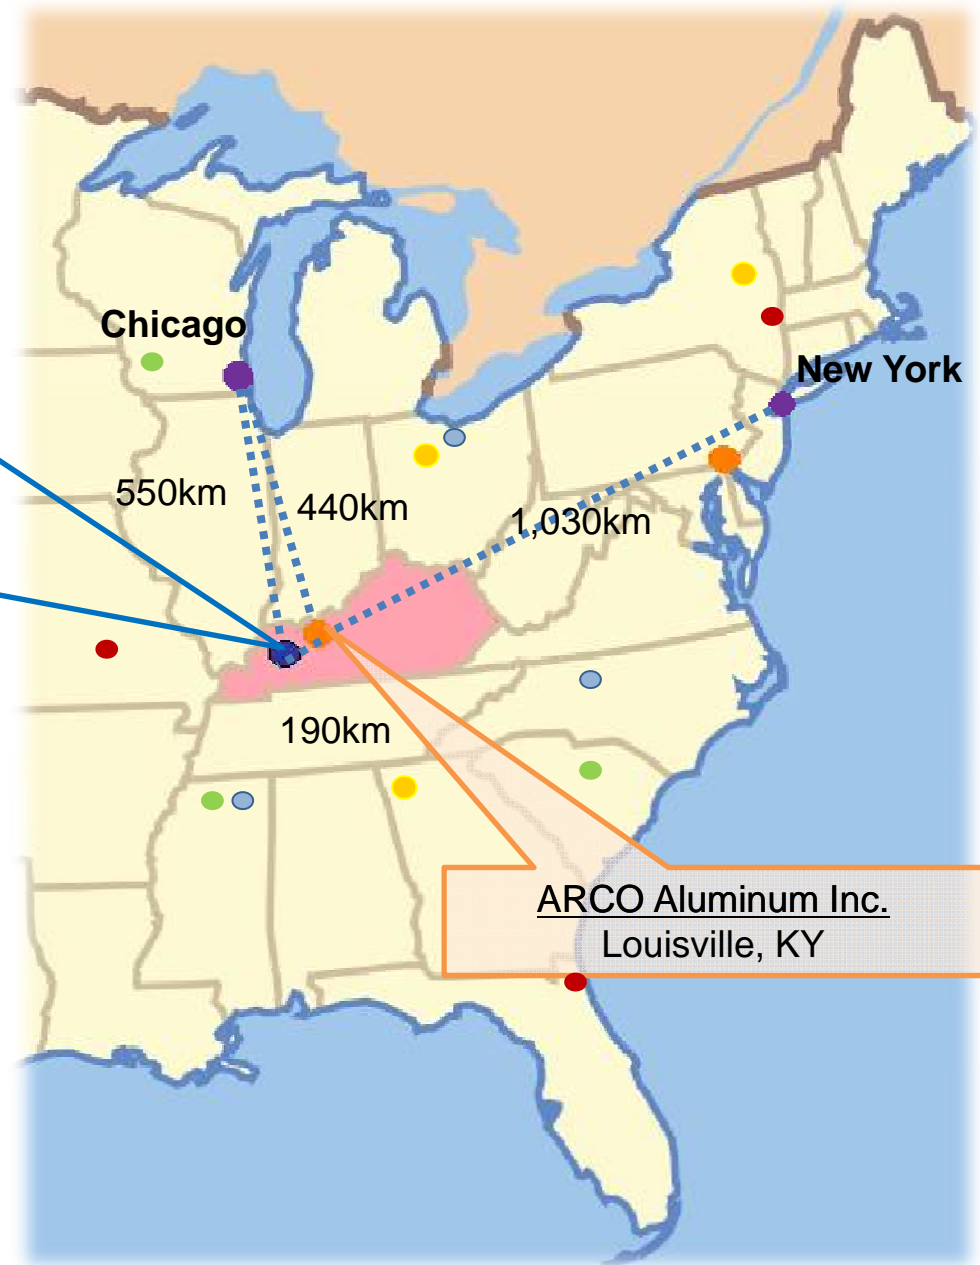 Chicago
New York
550km
440km
1,030km
190km
ARCO Aluminum Inc.
Louisville, KY